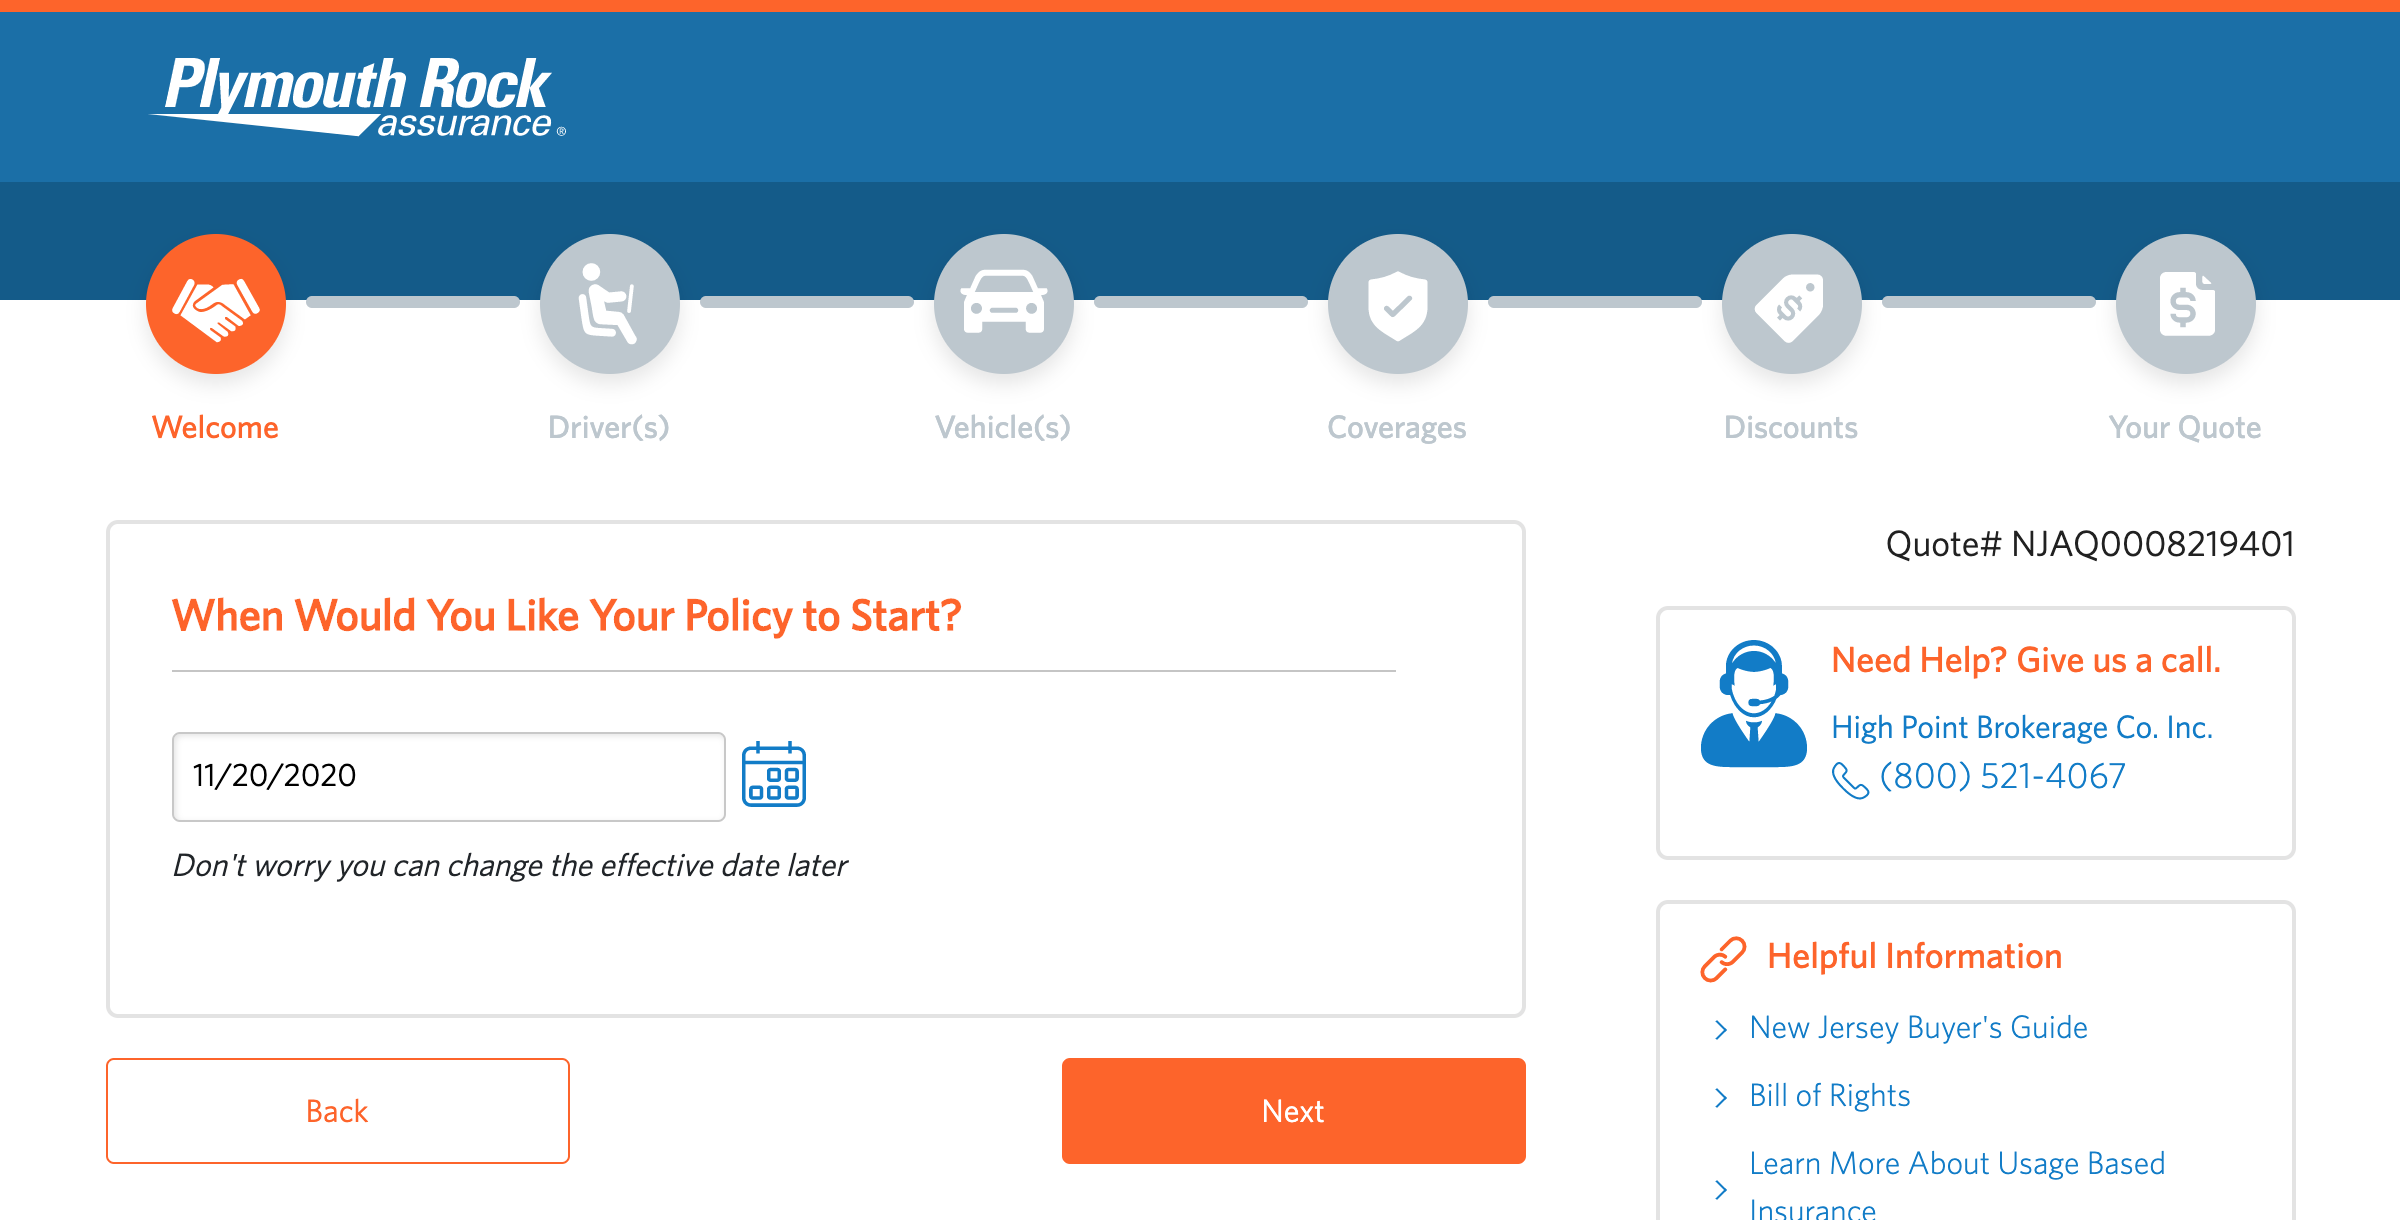 Plymouth Rock
assurance®
Welcome
Driver(s)
Vehicle(s)
Coverages
Discounts
Your Quote
Quote# NJAQ0008219401
When Would You Like Your Policy to Start?
11/20/2020
Don't worry you can change the effective date later
Back
Next
Need Help? Give us a call.
High Point Brokerage Co. Inc.
(800) 521-4067
Helpful Information
New Jersey Buyer's Guide
Bill of Rights
Learn More About Usage Based
Insurance